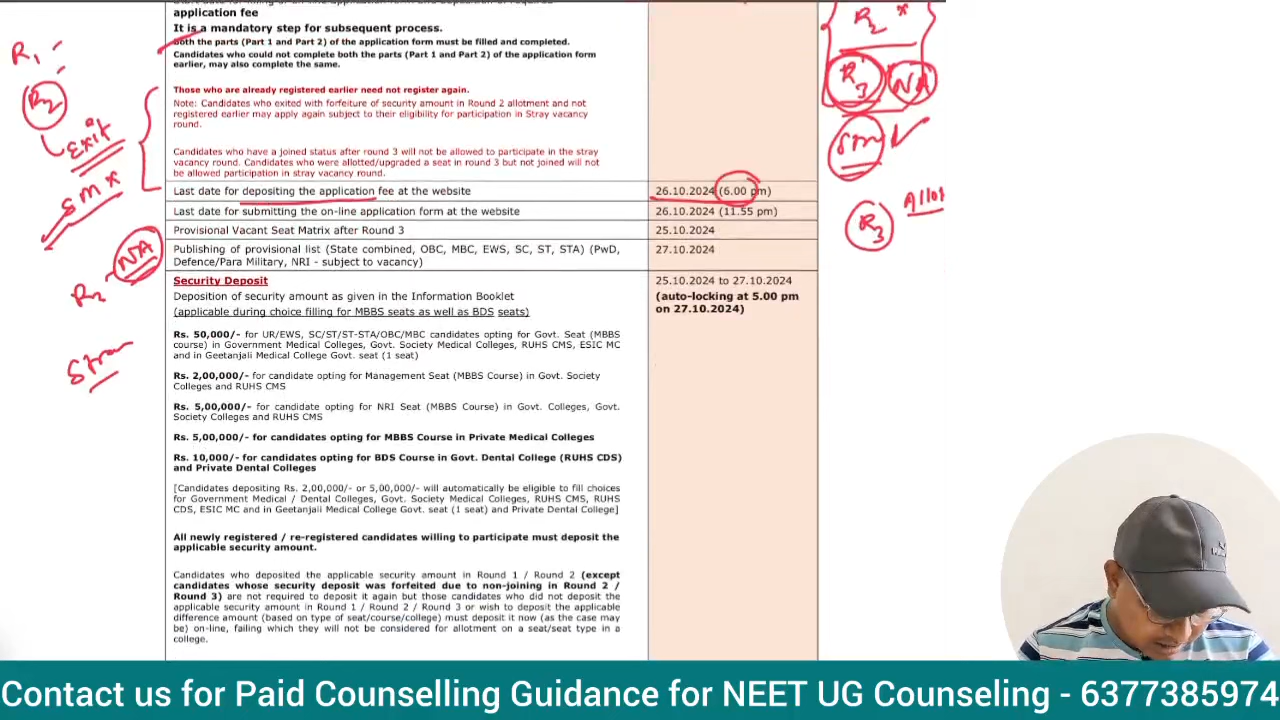 application fee
It is a mandatory step for subsequent process.
Both the parts (Part 1 and Part 2) of the application form must be filled and completed.
Candidates who could not complete both the parts (Part 1 and Part 2) of the application form
earlier, may also complete the same.
Those who are already registered earlier need not register again.
Note: Candidates who exited with forfeiture of security amount in Round 2 allotment and not
registered earlier may apply again subject to their eligibility for participation in Stray vacancy
round.
Candidates who have a joined status after round 3 will not be allowed to participate in the stray
vacancy round. Candidates who were allotted/upgraded a seat in round 3 but not joined will not
be allowed participation in stray vacancy round.
Last date for depositing the application fee at the website 26.10.2024 (6.00 pm)
Last date for submitting the on-line application form at the website 26.10.2024 (11.55 pm)
Provisional Vacant Seat Matrix after Round 3 25.10.2024
Publishing of provisional list (State combined, OBC, MBC, EWS, SC, ST, STA) (PwD, 27.10.2024
Defence/Para Military, NRI - subject to vacancy)
Security Deposit 25.10.2024 to 27.10.2024
Deposition of security amount as given in the Information Booklet (auto-locking at 5.00 pm
(applicable during choice filling for MBBS seats as well as BDS seats) on 27.10.2024)
Rs. 50,000/- for UR/EWS, SC/ST/ST-STA/OBC/MBC candidates opting for Govt. Seat (MBBS
course) in Government Medical Colleges, Govt. Society Medical Colleges, RUHS CMS, ESIC MC
and in Geetanjali Medical College Govt. seat (1 seat)
Rs. 2,00,000/- for candidate opting for Management Seat (MBBS Course) in Govt. Society
Colleges and RUHS CMS
Rs. 5,00,000/- for candidate opting for NRI Seat (MBBS Course) in Govt. Colleges, Govt.
Society Colleges and RUHS CMS
Rs. 5,00,000/- for candidates opting for MBBS Course in Private Medical Colleges
Rs. 10,000/- for candidates opting for BDS Course in Govt. Dental College (RUHS CDS)
and Private Dental Colleges
[Candidates depositing Rs. 2,00,000/- or 5,00,000/- will automatically be eligible to fill choices
for Government Medical / Dental Colleges, Govt. Society Medical Colleges, RUHS CMS, RUHS
CDS, ESIC MC and in Geetanjali Medical College Govt. seat (1 seat) and Private Dental College]
All newly registered / re-registered candidates willing to participate must deposit the
applicable security amount.
Candidates who deposited the applicable security amount in Round 1 / Round 2 (except
candidates whose security deposit was forfeited due to non-joining in Round 2 /
Round 3) are not required to deposit it again but those candidates who did not deposit the
applicable security amount in Round 1 / Round 2 / Round 3 or wish to deposit the applicable
difference amount (based on type of seat/course/college) must deposit it now (as the case may
be) on-line, failing which they will not be considered for allotment on a seat/seat type in a
college.
R1
R2
Exit
NA
R2
R2
R3 NA
R3 Allot
Contact us for Paid Counselling Guidance for NEET UG Counseling - 6377385974